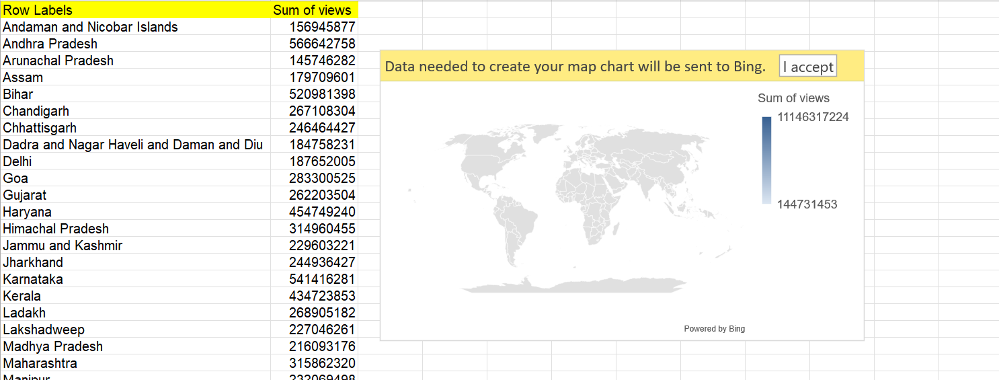 Row Labels Sum of views
Andaman and Nicobar Islands 156945877
Andhra Pradesh 566642758
Arunachal Pradesh 145746282
Assam 179709601
Bihar 520981398
Chandigarh 267108304
Chhattisgarh 246464427
Dadra and Nagar Haveli and Daman and Diu 184758231
Delhi 187652005
Goa 283300525
Gujarat 262203504
Haryana 454749240
Himachal Pradesh 314960455
Jammu and Kashmir 229603221
Jharkhand 244936427
Karnataka 541416281
Kerala 434723853
Ladakh 268905182
Lakshadweep 227046261
Madhya Pradesh 216093176
Maharashtra 315862320
Manipur 232069498
Data needed to create your map chart will be sent to Bing. I accept
Sum of views
11146317224
144731453
Powered by Bing